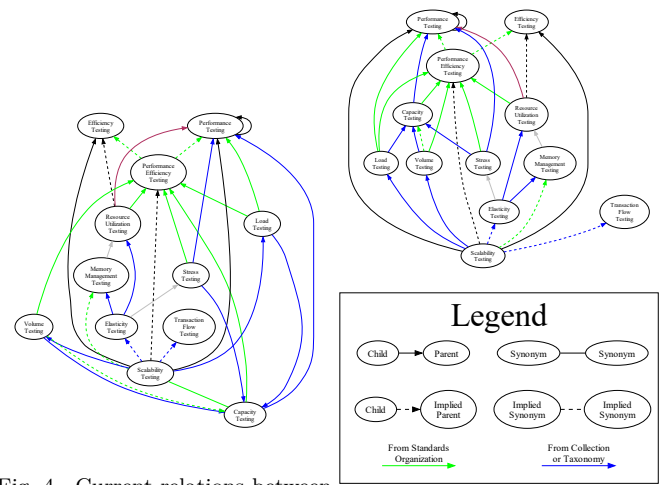 Efficiency
Testing
Performance
Testing
Performance
Efficiency
Testing
Resource
Utilization
Testing
Load
Testing
Memory
Management
Testing
Stress
Testing
Volume
Testing
Elasticity
Testing
Transaction
Flow
Testing
Scalability
Testing
Capacity
Testing
Fig. 4. Current relations between
Performance
Testing
Efficiency
Testing
Performance
Efficiency
Testing
Capacity
Testing
Resource
Utilization
Testing
Load
Testing
Volume
Testing
Stress
Testing
Memory
Management
Testing
Elasticity
Testing
Transaction
Flow
Testing
Scalability
Testing
Legend
Child
Parent
Synonym
Synonym
Child
Implied
Parent
Implied
Synonym
Implied
Synonym
From Standards
Organization
From Collection
or Taxonomy